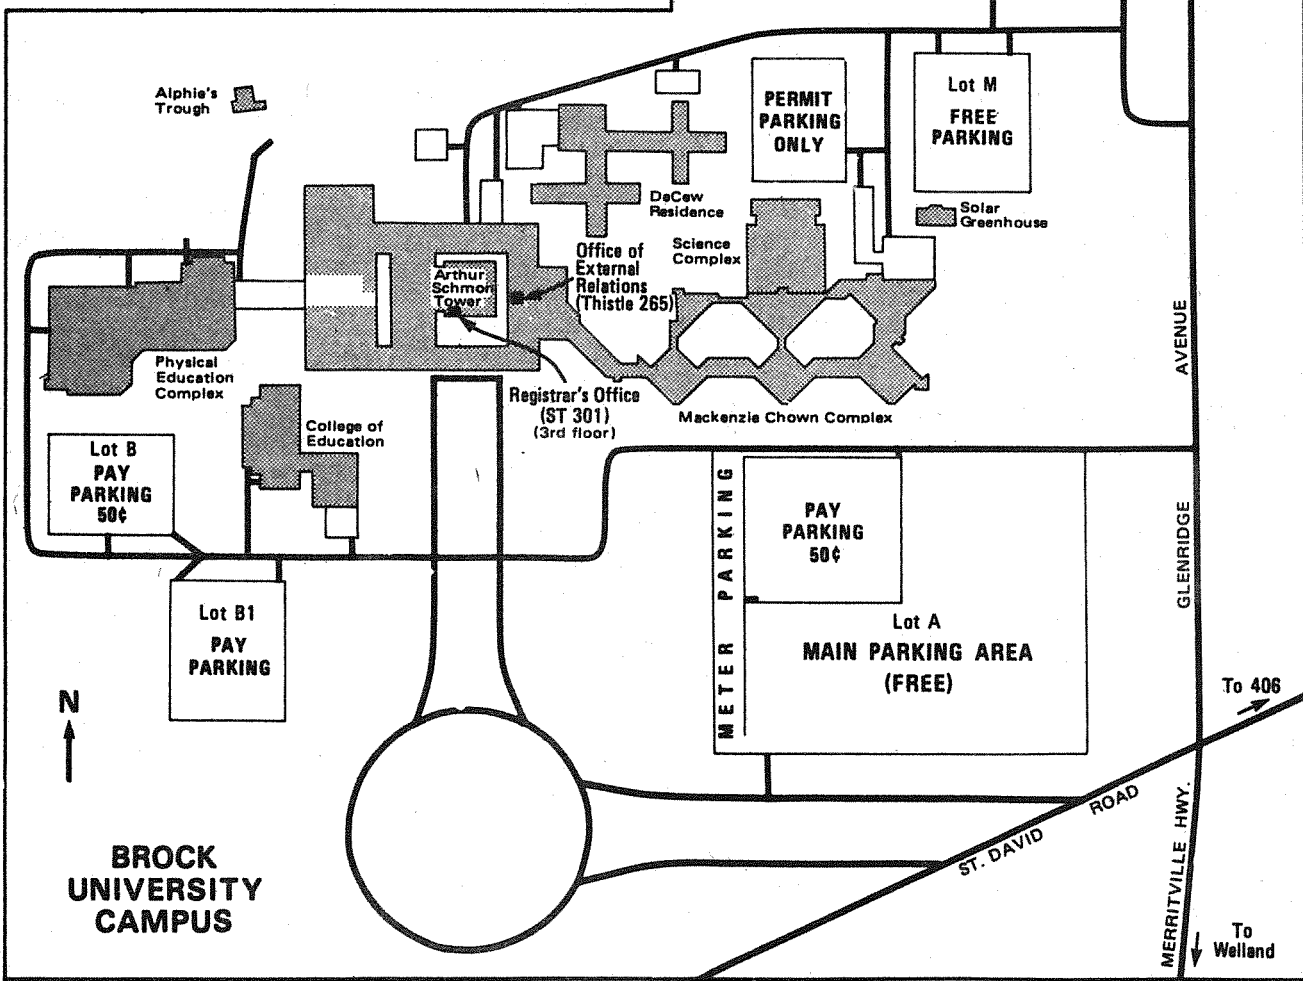 Alphie's
Trough
PERMIT
PARKING
ONLY
Lot M
FREE
PARKING
DeCew
Residence
Solar
Greenhouse
Science
Complex
Office of
External
Relations
(Thistle 265)
Arthur
Schmon
Tower
Physical
Education
Complex
Registrar's Office
(ST 301)
(3rd floor)
Mackenzie Chown Complex
College of
Education
Lot B
PAY
PARKING
50¢
Lot B1
PAY
PARKING
METER PARKING
PAY
PARKING
50¢
Lot A
MAIN PARKING AREA
(FREE)
GLENRIDGE AVENUE
To 406
N
ST. DAVID ROAD
MERRITVILLE HWY.
To
Welland
BROCK
UNIVERSITY
CAMPUS